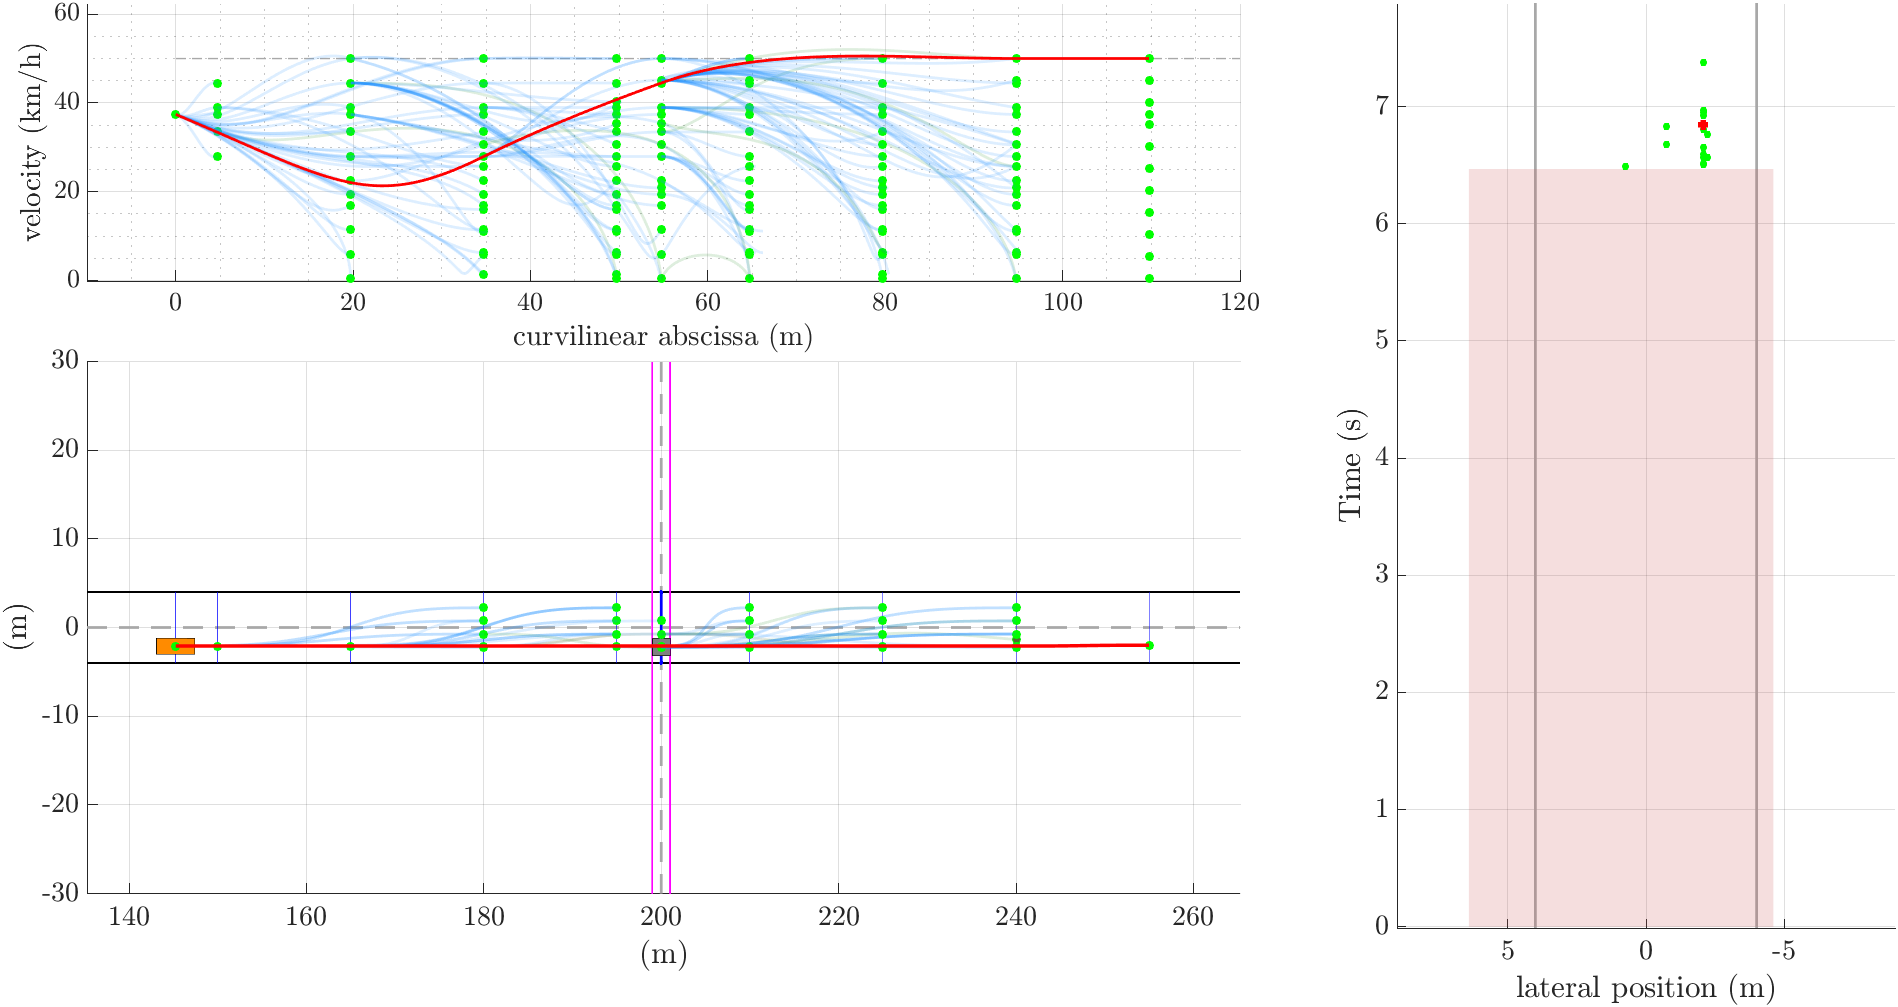 60
40
20
0
velocity (km/h)
0 20 40 60 80 100 120
curvilinear abscissa (m)
30
20
10
0
-10
-20
-30
(m)
140 160 180 200 220 240 260
(m)
7
6
5
4
3
2
1
0
Time (s)
5 0 -5
lateral position (m)